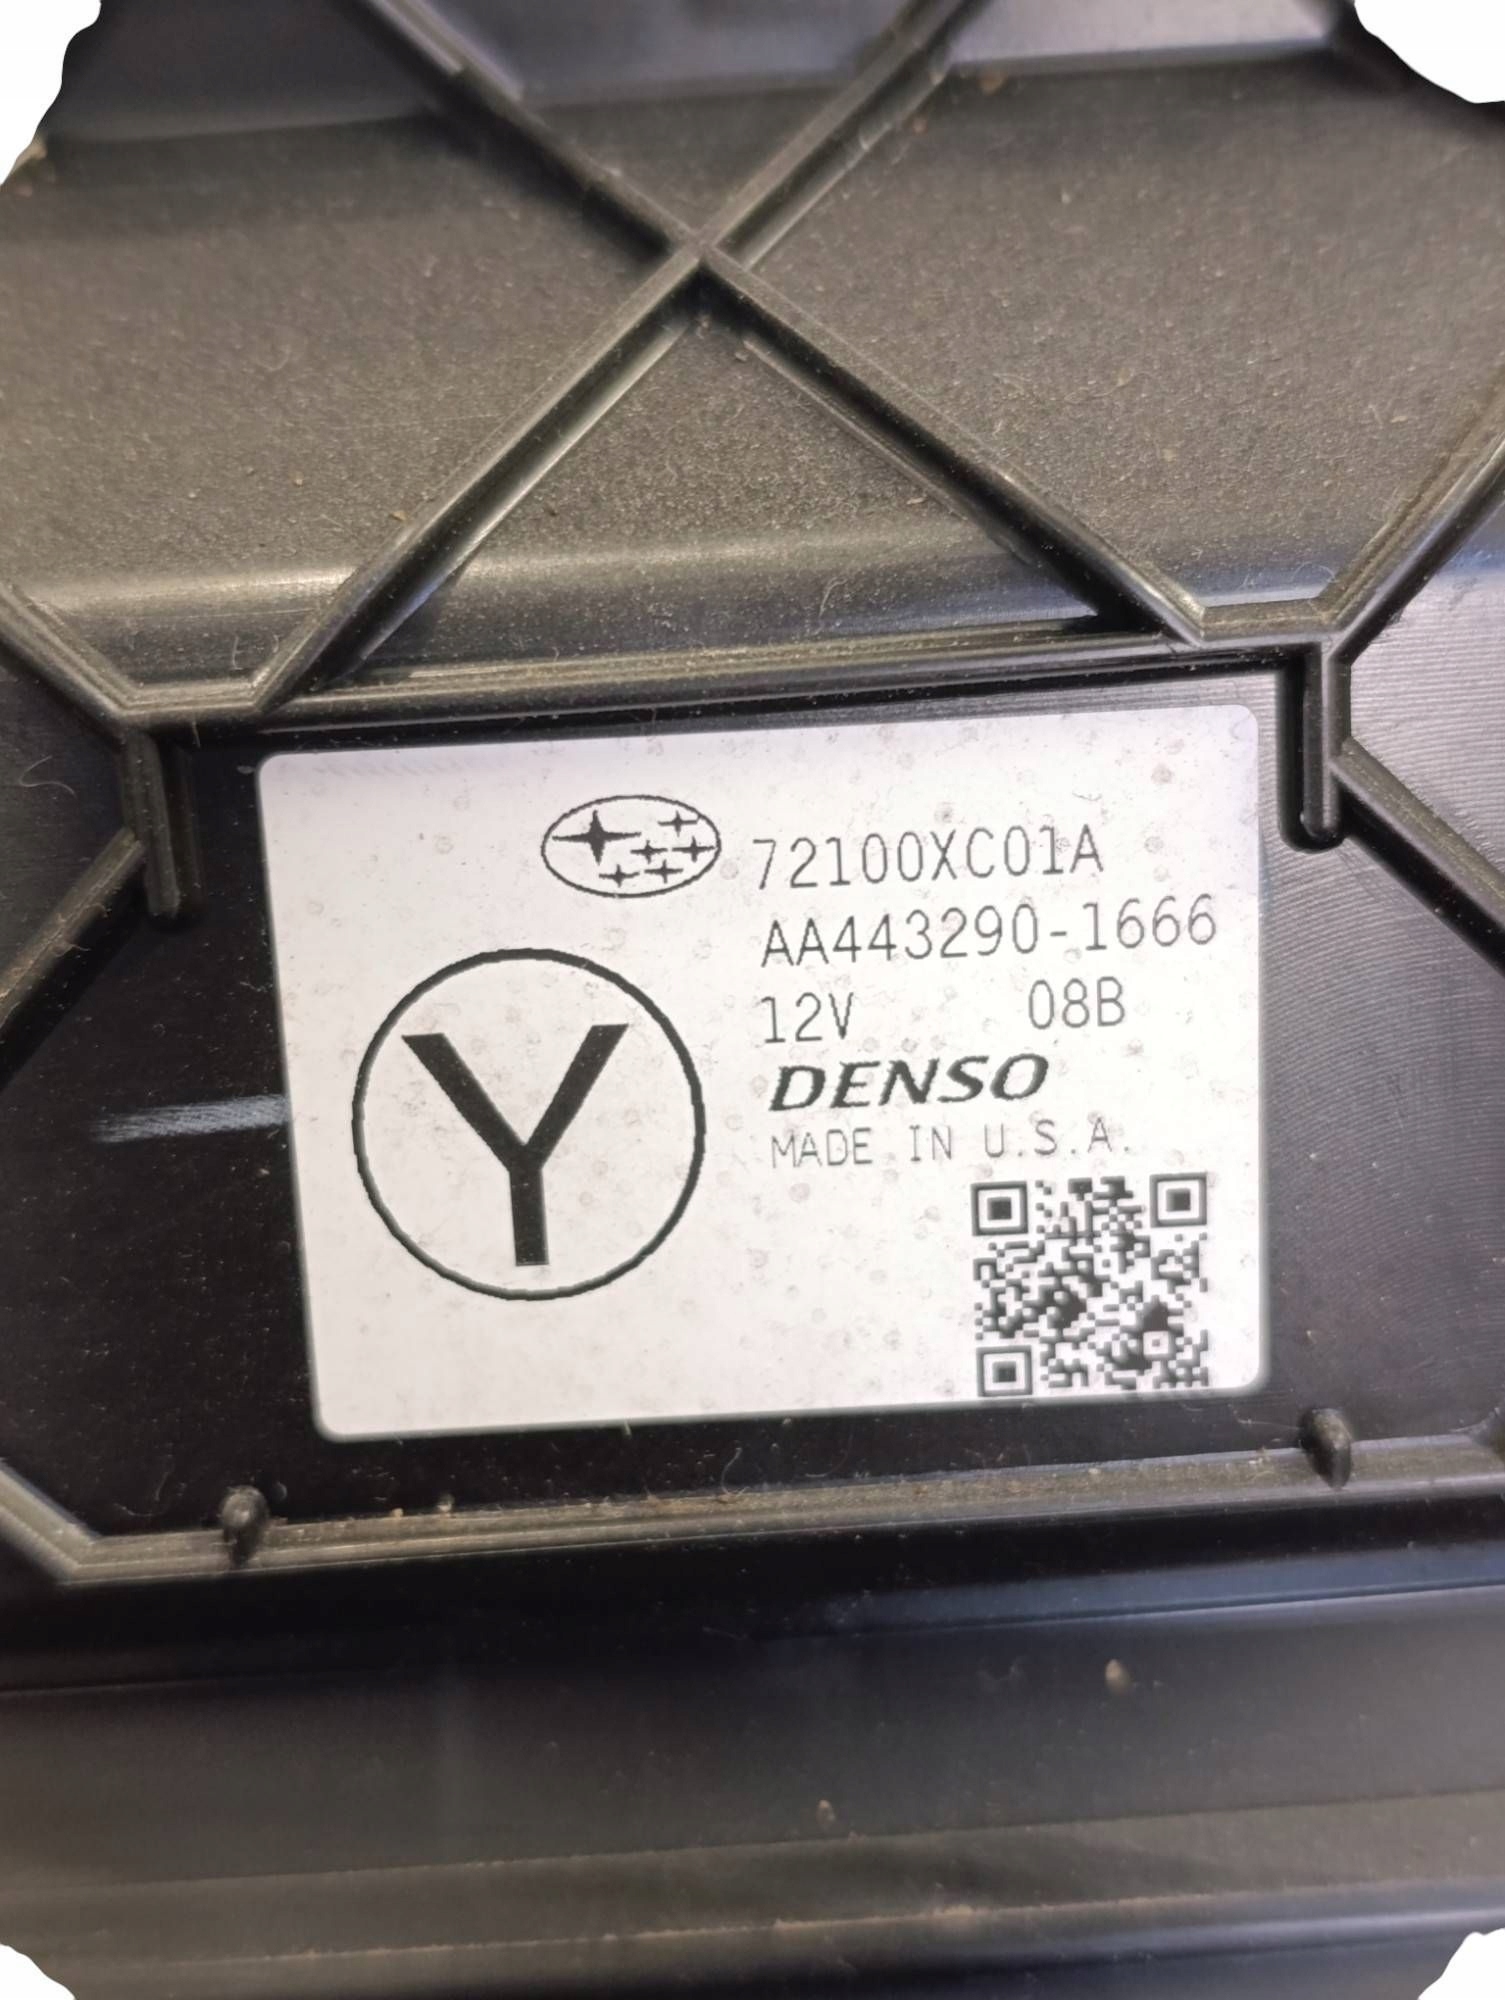 72100XC01A
AA443290-1666
12V 08B
DENSO
MADE IN U.S.A.
Y